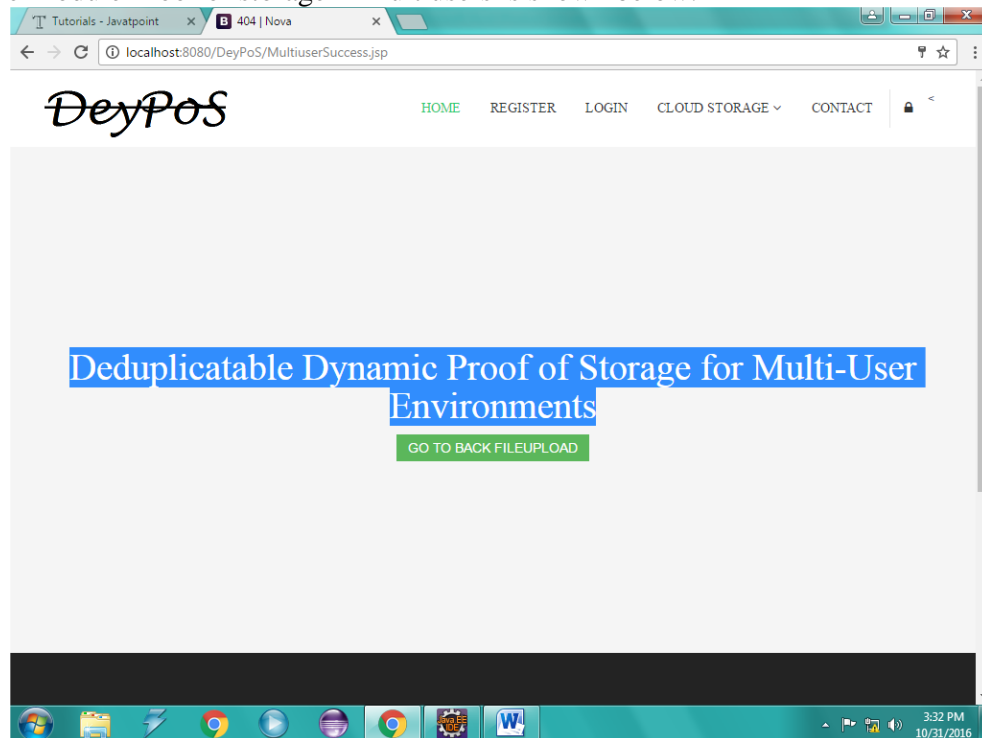 Tutorials - Javatpoint
404 | Nova
localhost:8080/DeyPoS/MultiuserSuccess.jsp
DeyPoS
HOME REGISTER LOGIN CLOUD STORAGE CONTACT <
Deduplicatable Dynamic Proof of Storage for Multi-User
Environments
GO TO BACK FILEUPLOAD
3:32 PM
10/31/2016